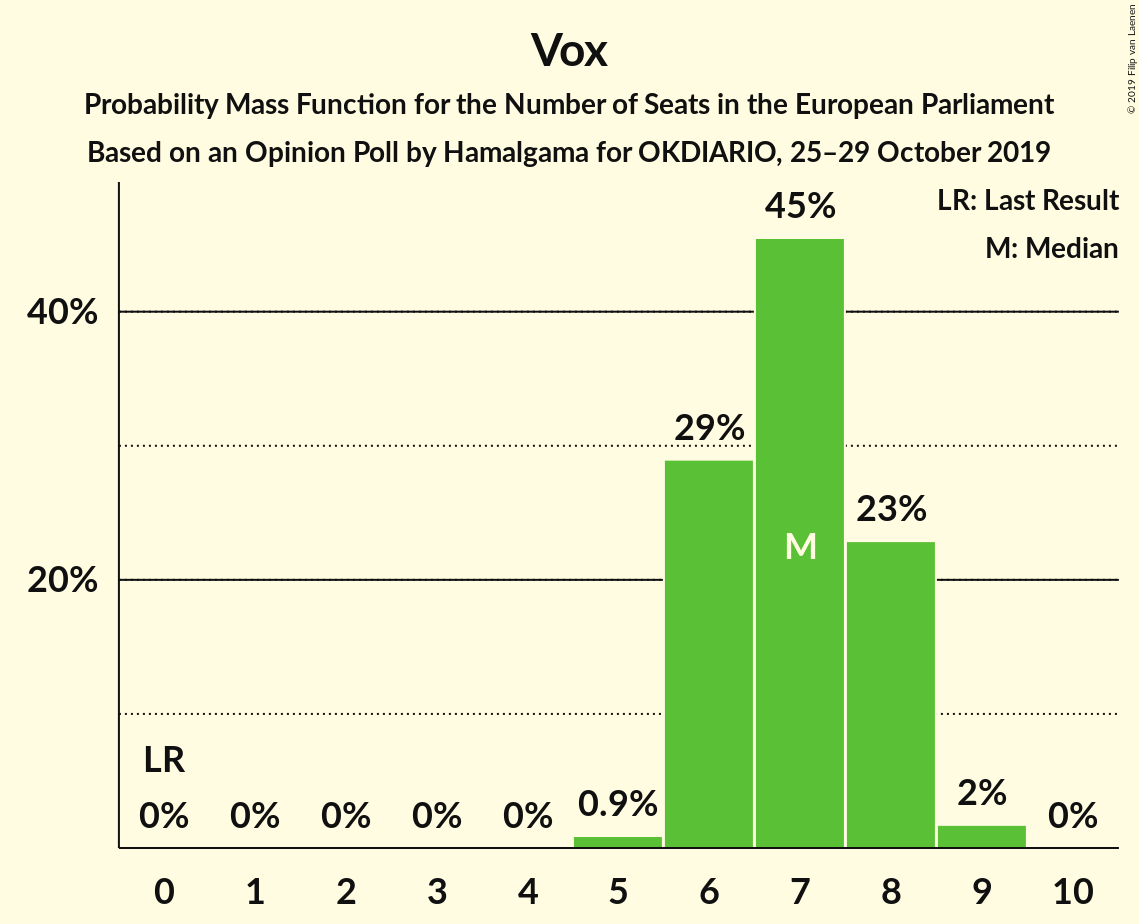 Vox
Probability Mass Function for the Number of Seats in the European Parliament
Based on an Opinion Poll by Hamalgama for OKDIARIO, 25–29 October 2019
© 2019 Filip van Laenen
LR: Last Result
M: Median
45%
40%
29%
23%
M
20%
LR
0% 0% 0% 0% 0% 0.9% 2% 0%
0 1 2 3 4 5 6 7 8 9 10